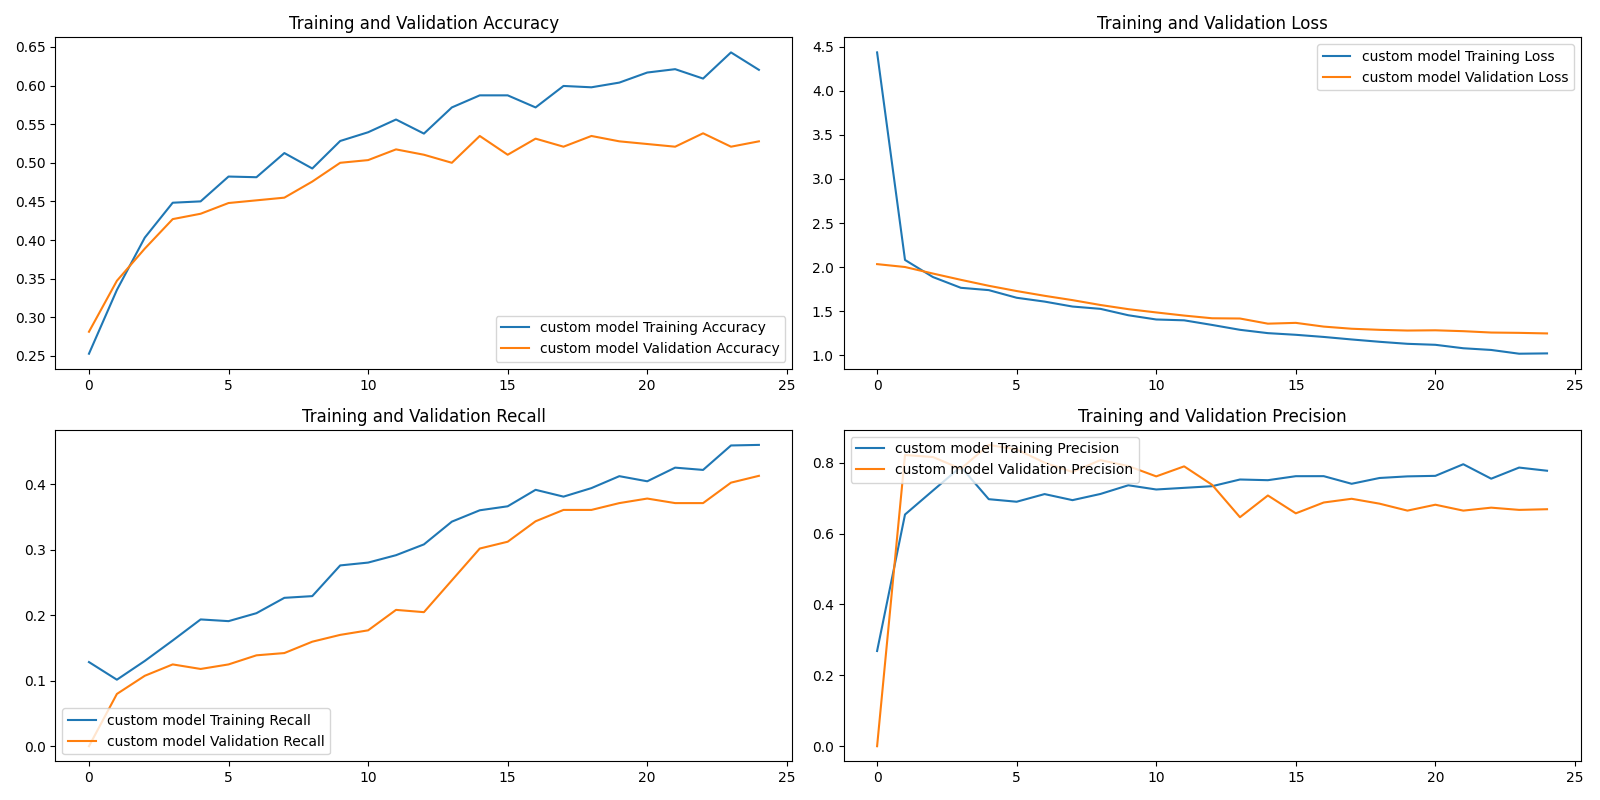 Training and Validation Accuracy
0.65
0.60
0.55
0.50
0.45
0.40
0.35
0.30
0.25
custom model Training Accuracy
custom model Validation Accuracy
0 5 10 15 20 25
Training and Validation Loss
4.5
4.0
3.5
3.0
2.5
2.0
1.5
1.0
custom model Training Loss
custom model Validation Loss
0 5 10 15 20 25
Training and Validation Recall
0.4
0.3
0.2
0.1
0.0
custom model Training Recall
custom model Validation Recall
0 5 10 15 20 25
Training and Validation Precision
0.8
0.6
0.4
0.2
0.0
custom model Training Precision
custom model Validation Precision
0 5 10 15 20 25